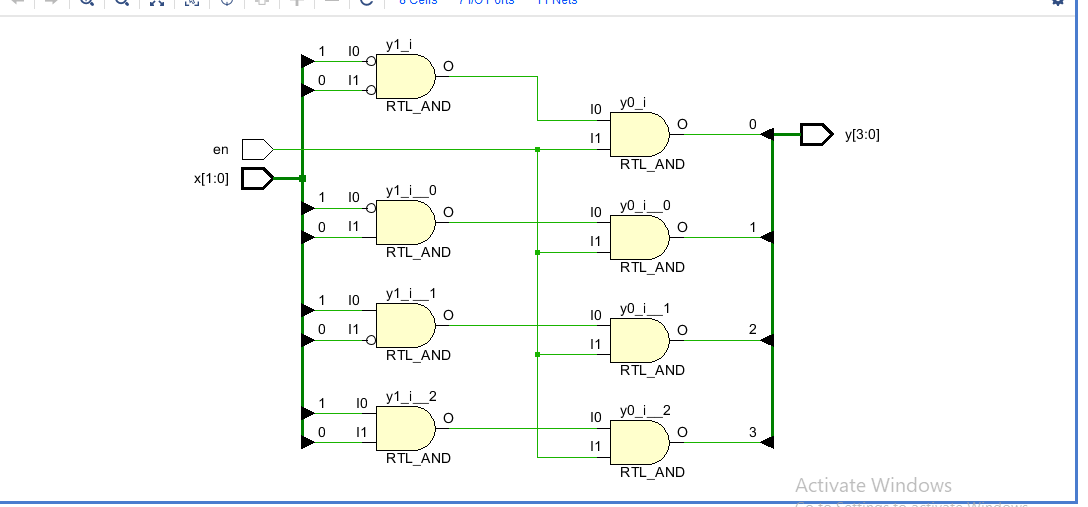 8 Cells 7 I/O Ports 11 Nets
y1_i
1 I0
O
0 I1
RTL_AND
y0_i
I0
O
0
I1
RTL_AND
y[3:0]
en
x[1:0]
y1_i__0
1 I0
O
0 I1
RTL_AND
y0_i__0
I0
O
1
I1
RTL_AND
y1_i__1
1 I0
O
0 I1
RTL_AND
y0_i__1
I0
O
2
I1
RTL_AND
y1_i__2
1 I0
O
0 I1
RTL_AND
y0_i__2
I0
O
3
I1
RTL_AND
Activate Windows
Go to Settings to activate Windows.